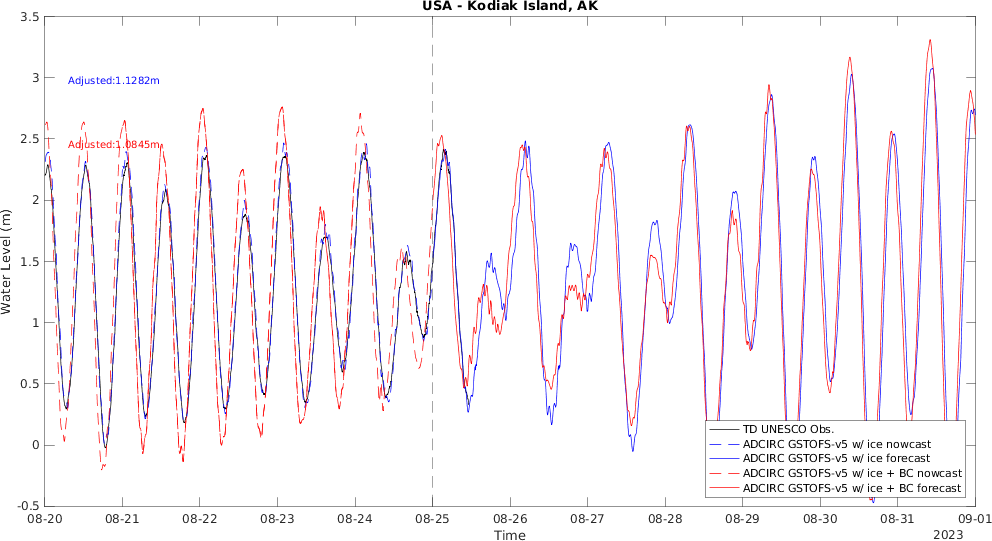 USA - Kodiak Island, AK
3.5
3
2.5
2
1.5
1
0.5
0
-0.5
Water Level (m)
Adjusted:1.1282m
Adjusted:1.0845m
TD UNESCO Obs.
ADCIRC GSTOFS-v5 w/ ice nowcast
ADCIRC GSTOFS-v5 w/ ice forecast
ADCIRC GSTOFS-v5 w/ ice + BC nowcast
ADCIRC GSTOFS-v5 w/ ice + BC forecast
08-20 08-21 08-22 08-23 08-24 08-25 08-26 08-27 08-28 08-29 08-30 08-31 09-01
Time
2023